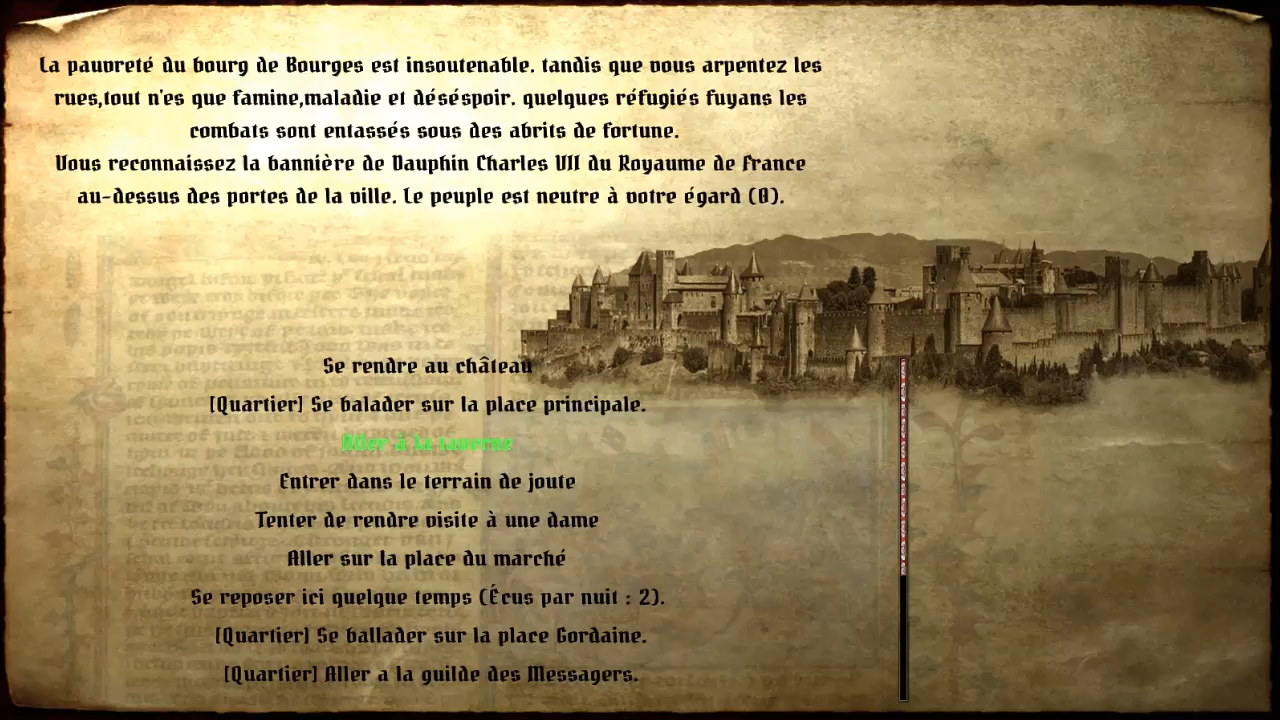 La pauvreté du bourg de Bourges est insoutenable. tandis que vous arpentez les
rues,tout n'es que famine,maladie et déséspoir. quelques réfugiés fuyans les
combats sont entassés sous des abrits de fortune.
Vous reconnaissez la bannière de Dauphin Charles VII du Royaume de France
au-dessus des portes de la ville. Le peuple est neutre à votre égard (0).
Se rendre au château
[Quartier] Se balader sur la place principale.
Aller à la taverne
Entrer dans le terrain de joute
Tenter de rendre visite à une dame
Aller sur la place du marché
Se reposer ici quelque temps (Écus par nuit : 2).
[Quartier] Se ballader sur la place Gordaine.
[Quartier] Aller a la guilde des Messagers.